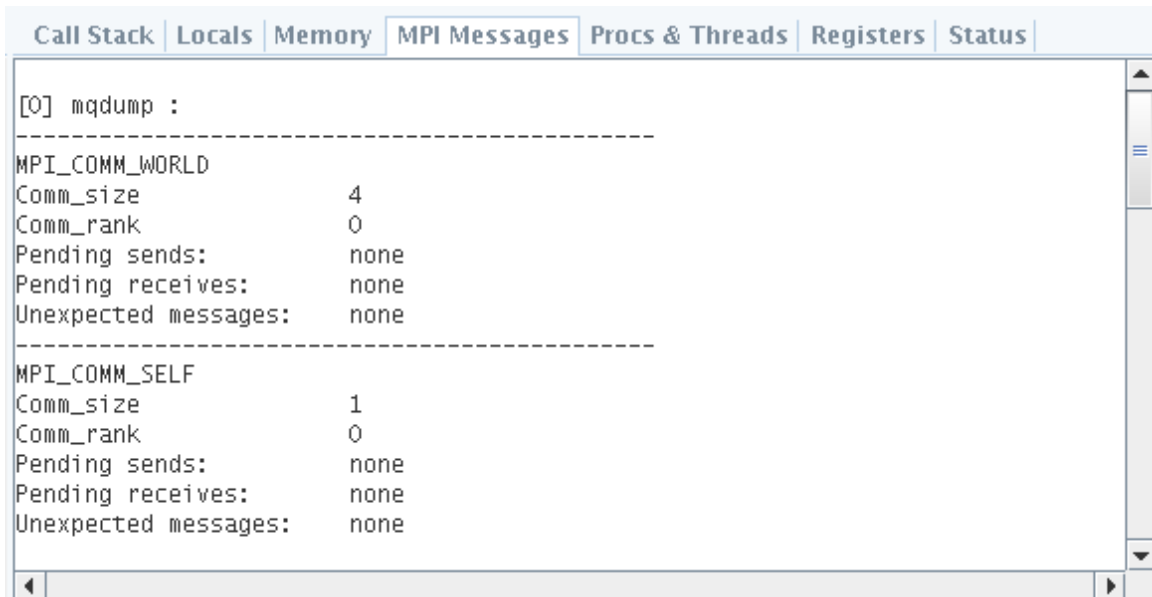 Call Stack Locals Memory MPI Messages Procs & Threads Registers Status
[0] mqdump :
----------------------------------------------
MPI_COMM_WORLD
Comm_size 4
Comm_rank 0
Pending sends: none
Pending receives: none
Unexpected messages: none
----------------------------------------------
MPI_COMM_SELF
Comm_size 1
Comm_rank 0
Pending sends: none
Pending receives: none
Unexpected messages: none